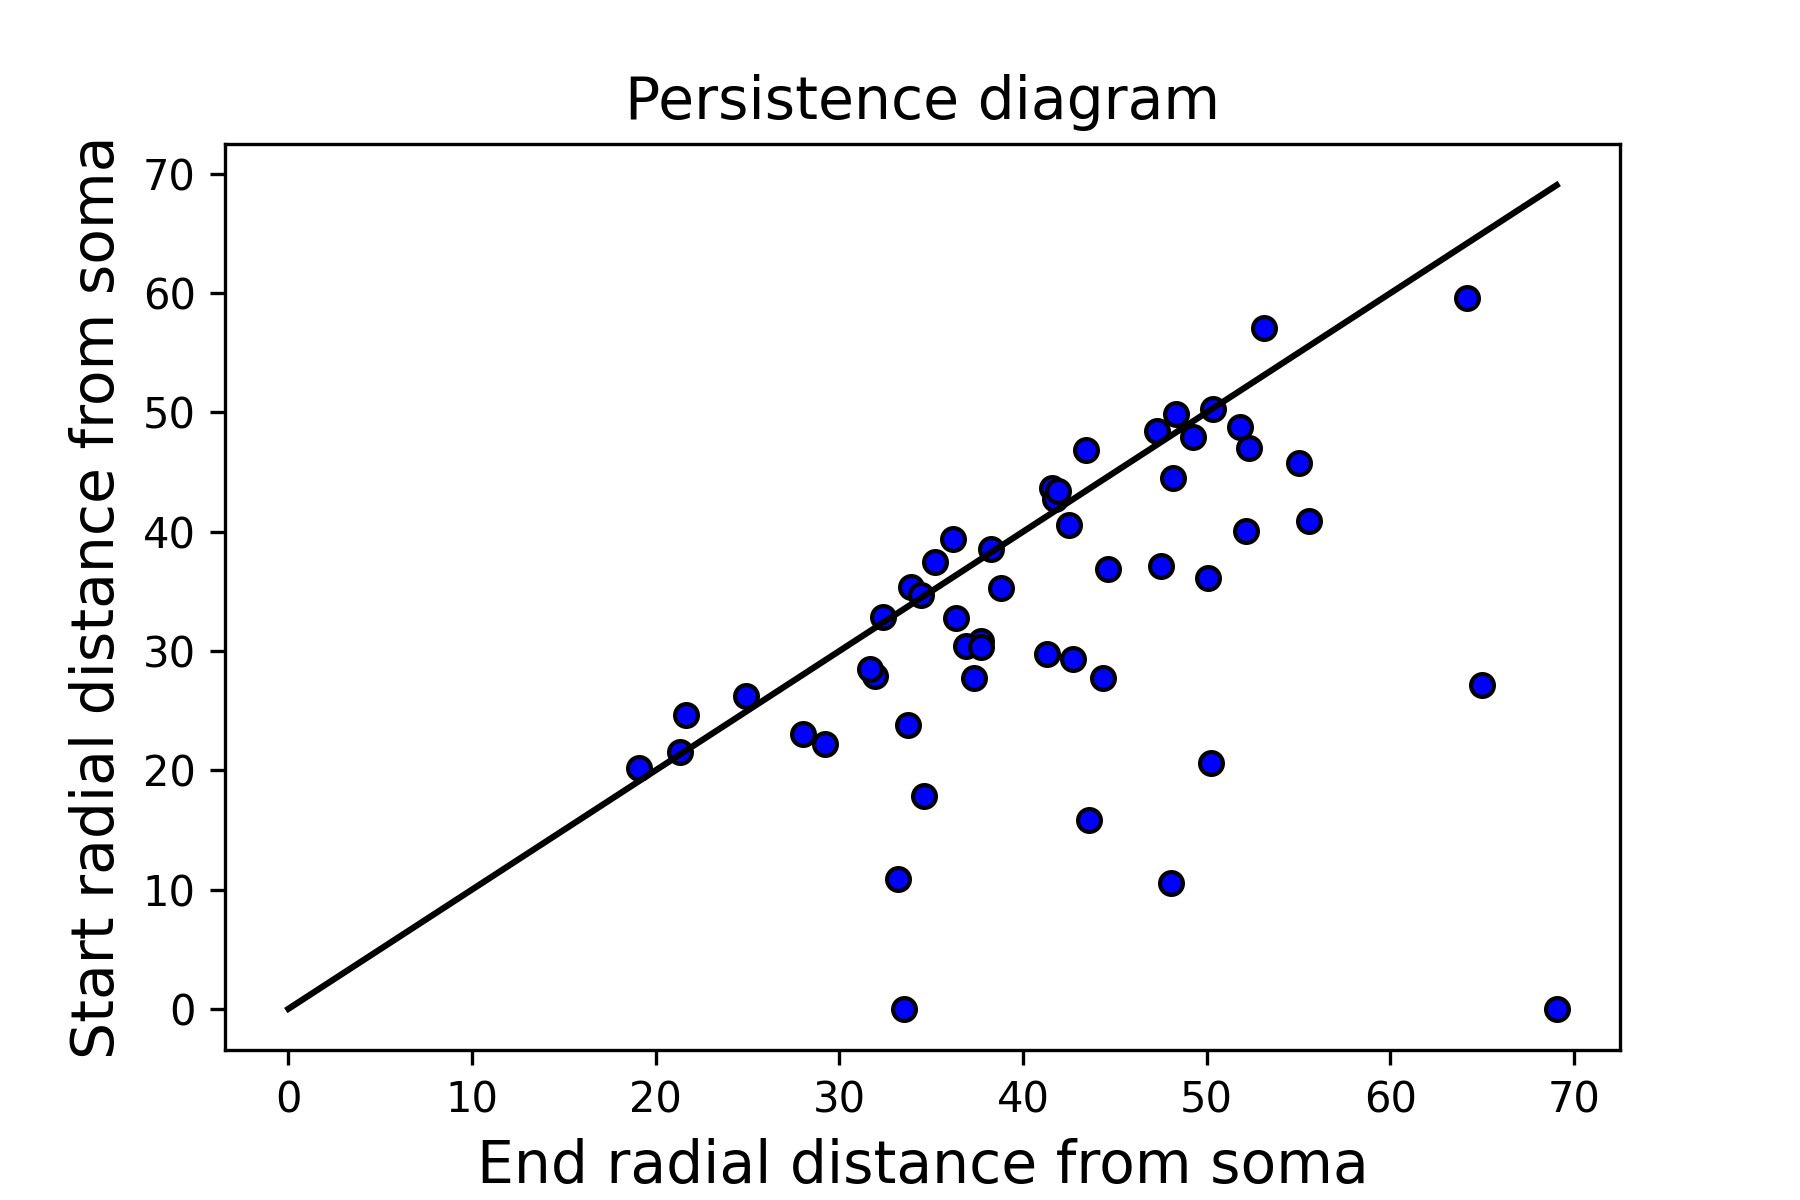 Persistence diagram
Start radial distance from soma
70
60
50
40
30
20
10
0
0 10 20 30 40 50 60 70
End radial distance from soma